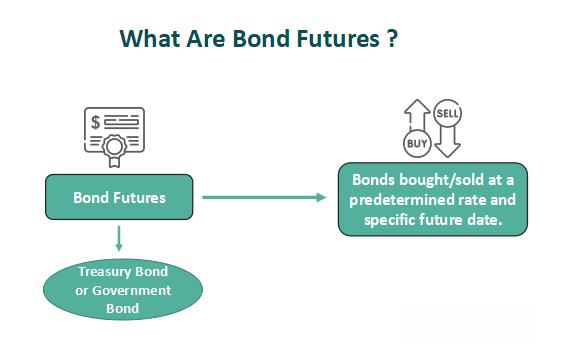 What Are Bond Futures ?
$
SELL
BUY
Bond Futures
Bonds bought/sold at a
predetermined rate and
specific future date.
Treasury Bond
or Government
Bond